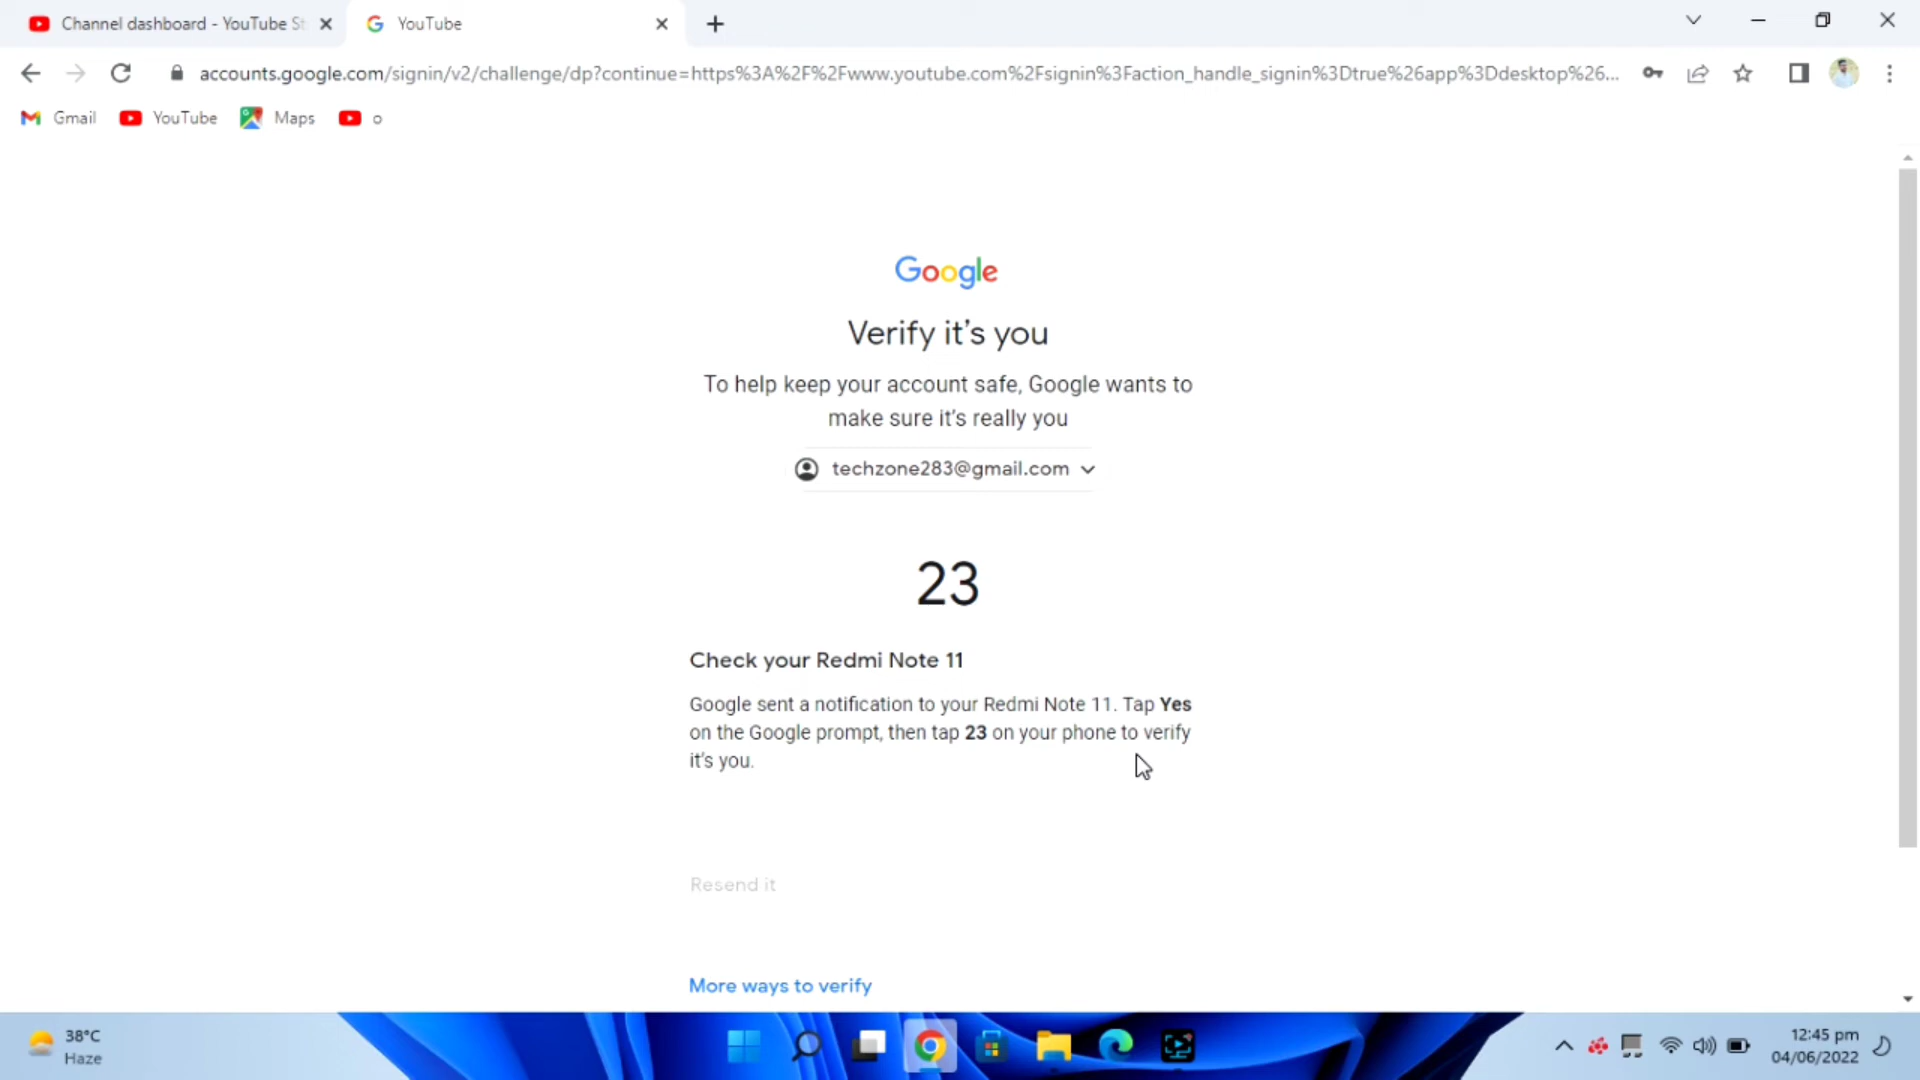 Channel dashboard - YouTube St
YouTube
accounts.google.com/signin/v2/challenge/dp?continue=https%3A%2F%2Fwww.youtube.com%2Fsignin%3Faction_handle_signin%3Dtrue%26app%3Ddesktop%26...
Gmail YouTube Maps o
Google
Verify it's you
To help keep your account safe, Google wants to
make sure it's really you
techzone283@gmail.com
23
Check your Redmi Note 11
Google sent a notification to your Redmi Note 11. Tap Yes
on the Google prompt, then tap 23 on your phone to verify
it's you.
Resend it
More ways to verify
38°C
Haze
12:45 pm
04/06/2022